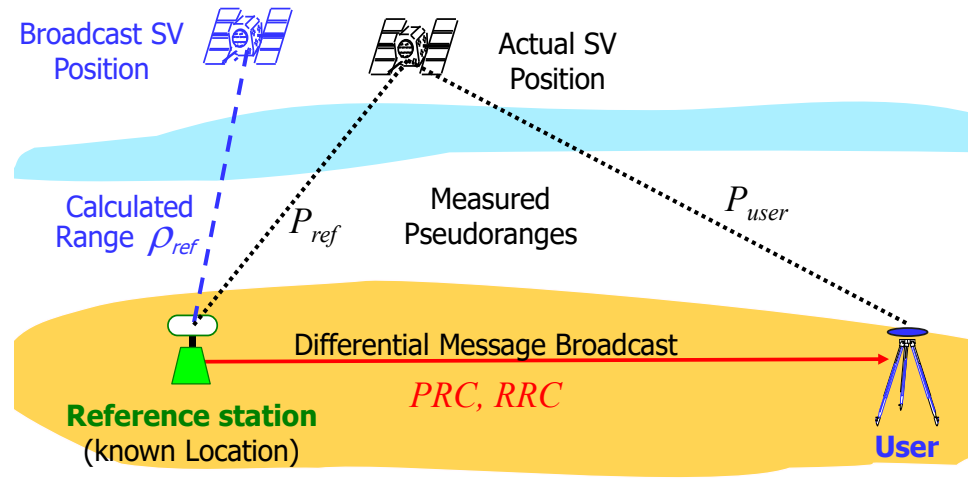 Broadcast SV
Position
Actual SV
Position
Calculated
Range ρref
Pref
Measured
Pseudoranges
Puser
Differential Message Broadcast
PRC, RRC
Reference station
(known Location)
User